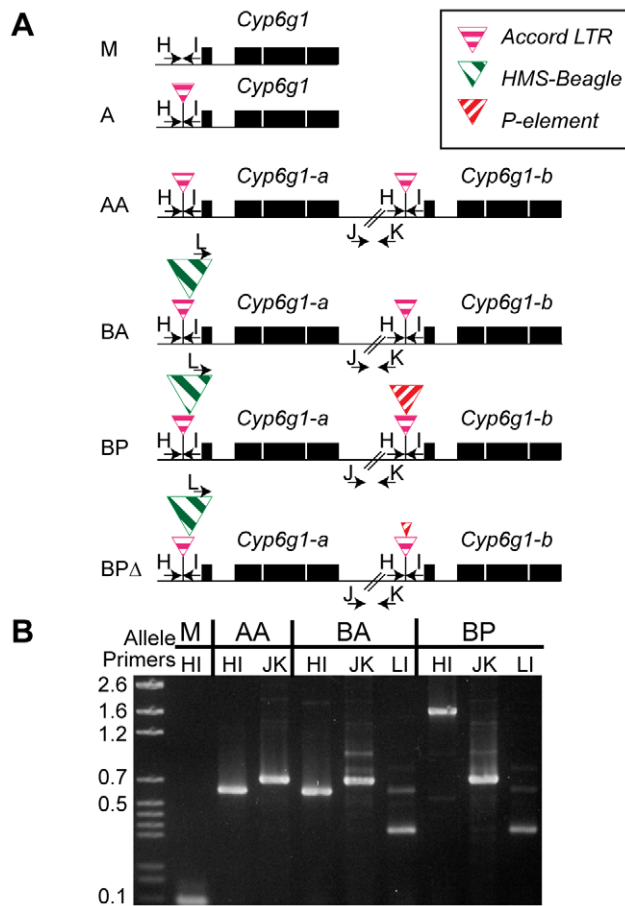 A
Cyp6g1
M
H I
Cyp6g1
A
H I
Accord LTR
HMS-Beagle
P-element
Cyp6g1-a
Cyp6g1-b
AA
H I
H I
J K
L
Cyp6g1-a
Cyp6g1-b
BA
H I
H I
J K
L
Cyp6g1-a
Cyp6g1-b
BP
H I
H I
J K
L
Cyp6g1-a
Cyp6g1-b
BPΔ
H I
H I
J K
B
Allele M AA BA BP
Primers HI HI JK HI JK LI HI JK LI
2.6
1.6
1.2
0.7
0.5
0.1